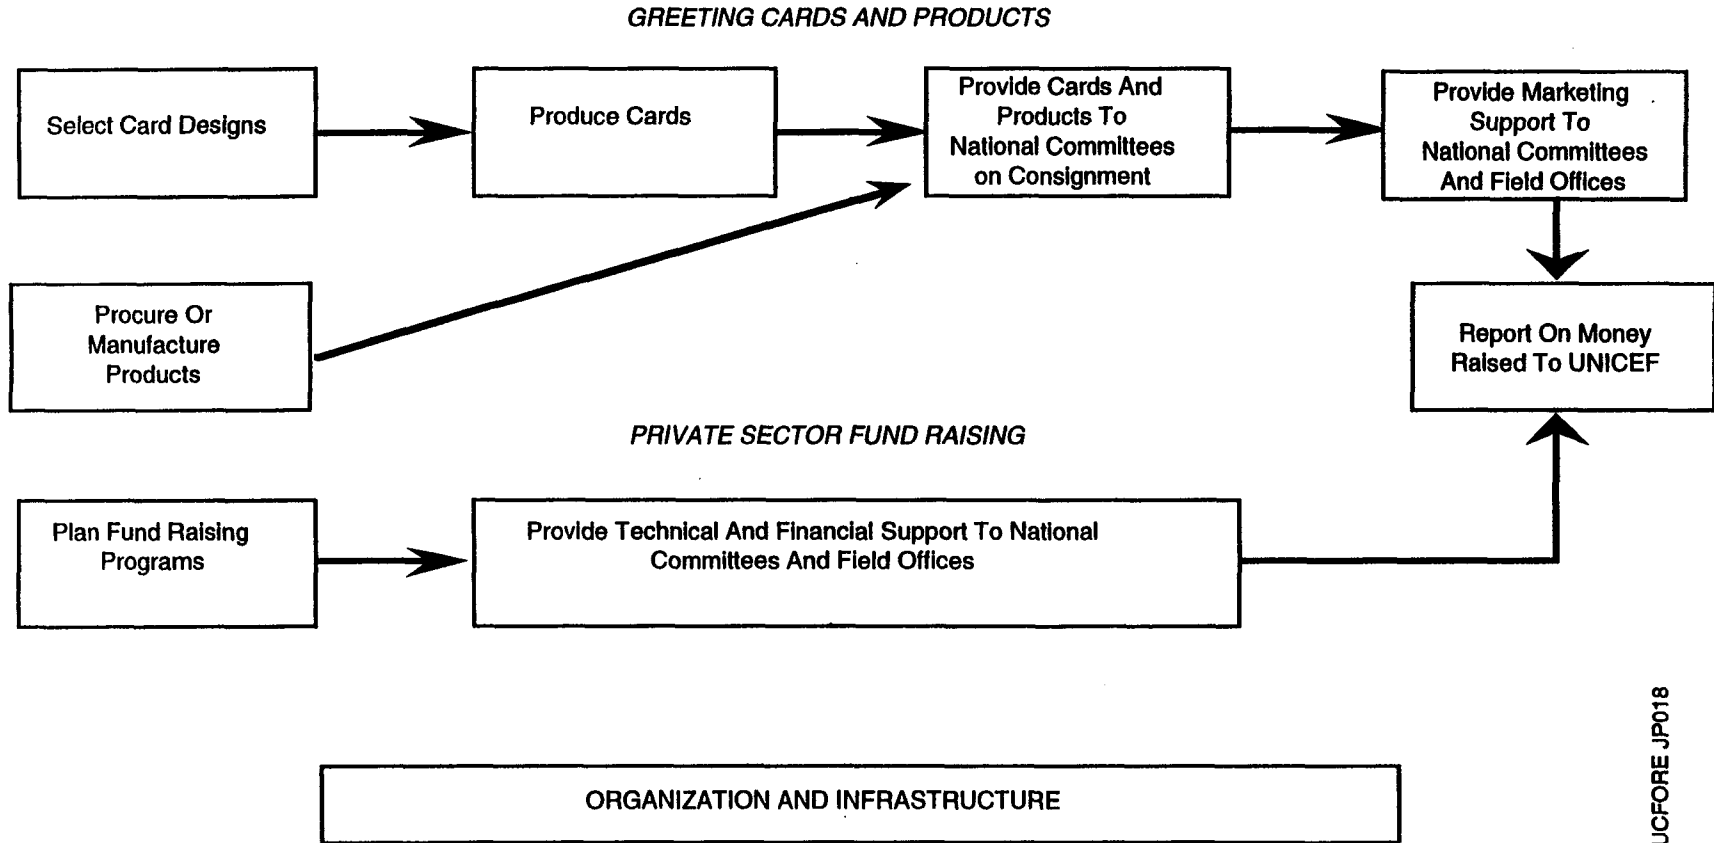 GREETING CARDS AND PRODUCTS
Select Card Designs
Produce Cards
Provide Cards And
Products To
National Committees
on Consignment
Provide Marketing
Support To
National Committees
And Field Offices
Procure Or
Manufacture
Products
Report On Money
Raised To UNICEF
PRIVATE SECTOR FUND RAISING
Plan Fund Raising
Programs
Provide Technical And Financial Support To National
Committees And Field Offices
ORGANIZATION AND INFRASTRUCTURE
UCFORE JP018